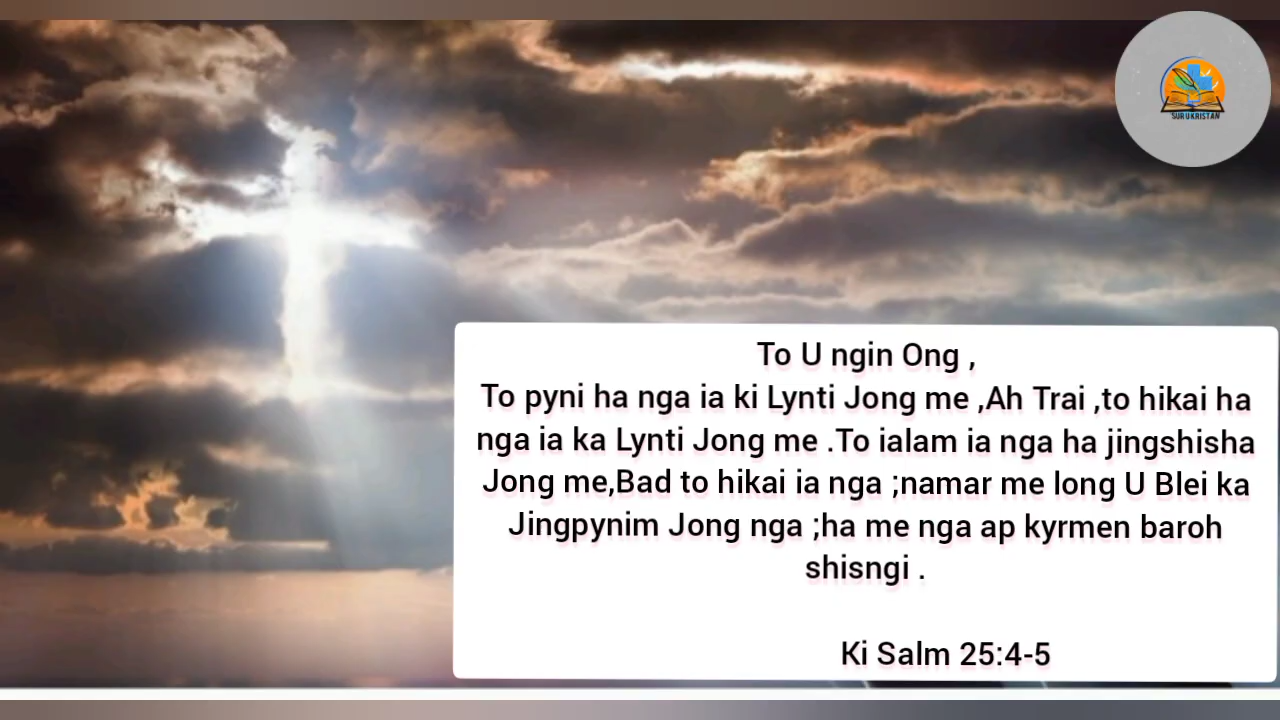 SUR U KRISTAN
To U ngin Ong ,
To pyni ha nga ia ki Lynti Jong me ,Ah Trai ,to hikai ha
nga ia ka Lynti Jong me .To ialam ia nga ha jingshisha
Jong me,Bad to hikai ia nga ;namar me long U Blei ka
Jingpynim Jong nga ;ha me nga ap kyrmen baroh
shisngi .
Ki Salm 25:4-5